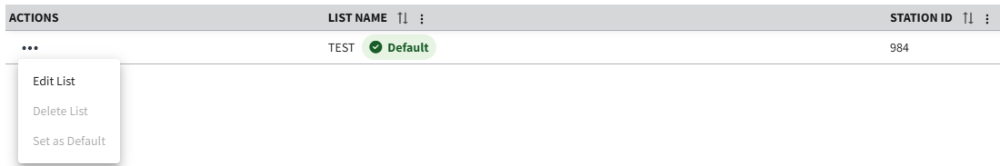 ACTIONS LIST NAME STATION ID
TEST Default 984
Edit List
Delete List
Set as Default